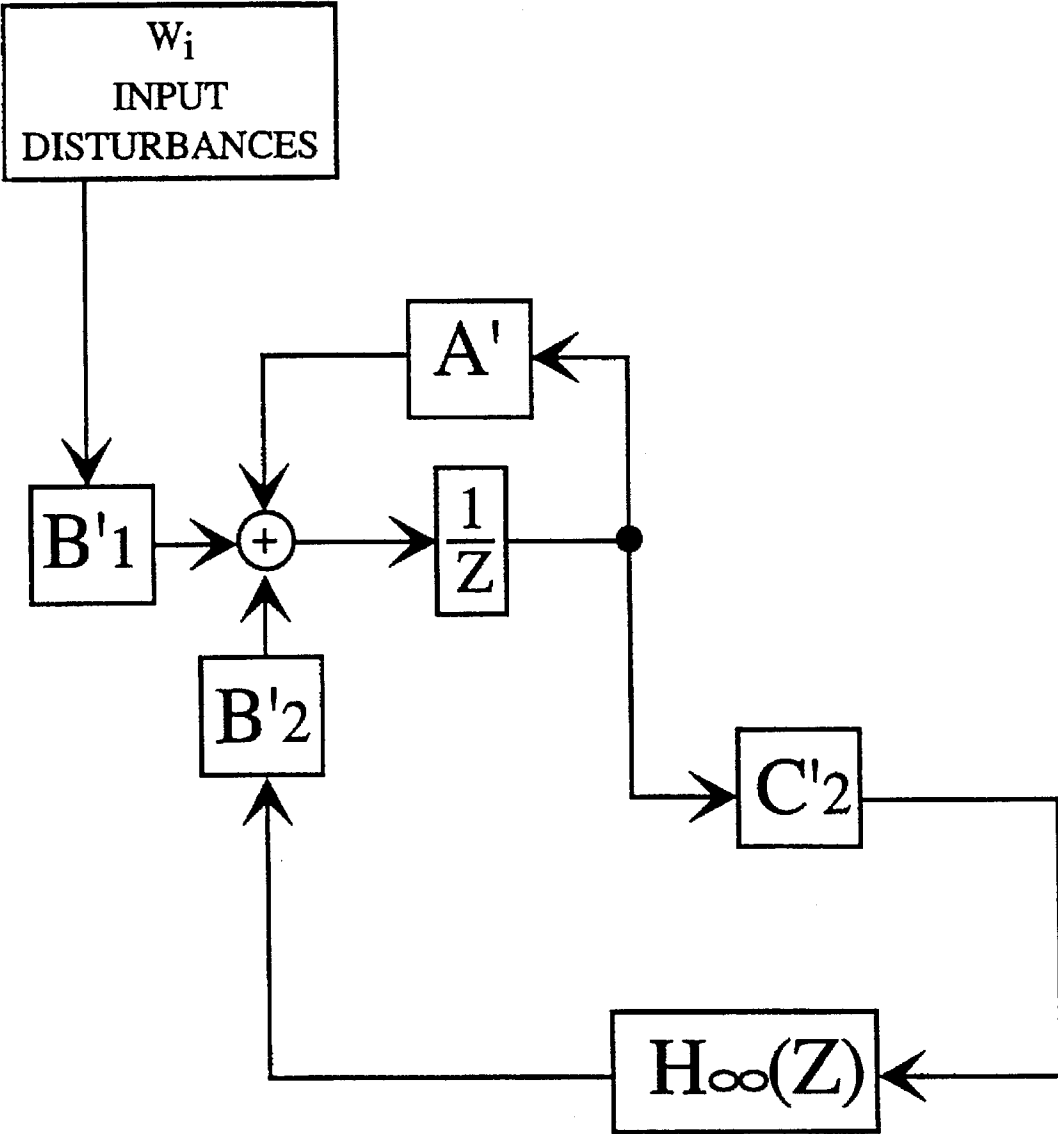 Wi
INPUT
DISTURBANCES
A'
B'1
+
1
Z
B'2
C'2
H∞(Z)